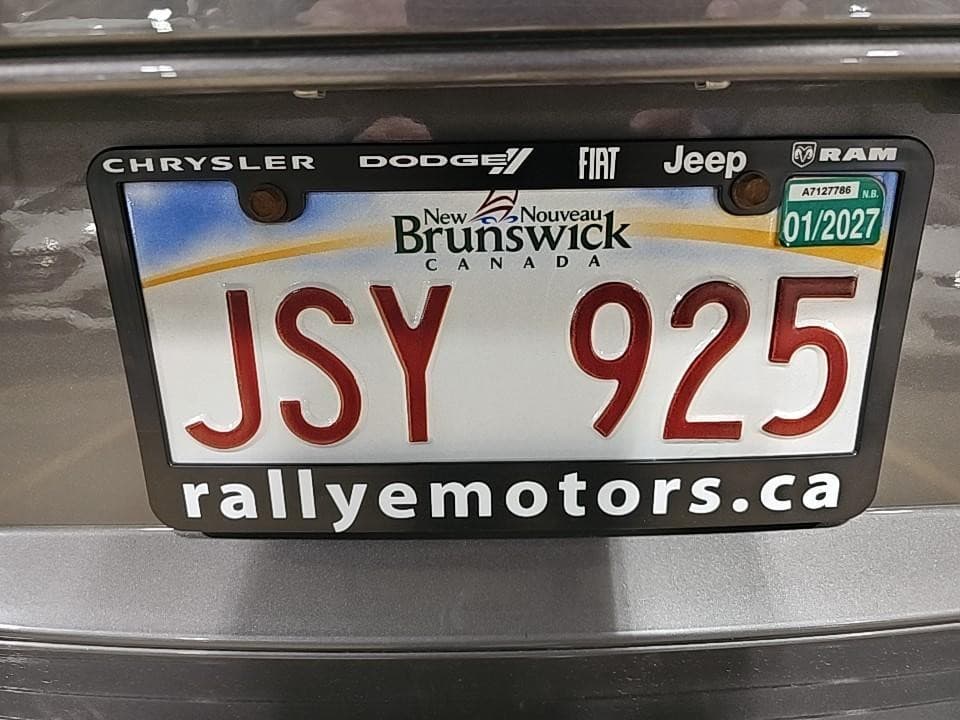 CHRYSLER DODGE FIAT Jeep RAM
A7127786 N.B.
01/2027
New Nouveau
Brunswick
CANADA
JSY 925
rallyemotors.ca